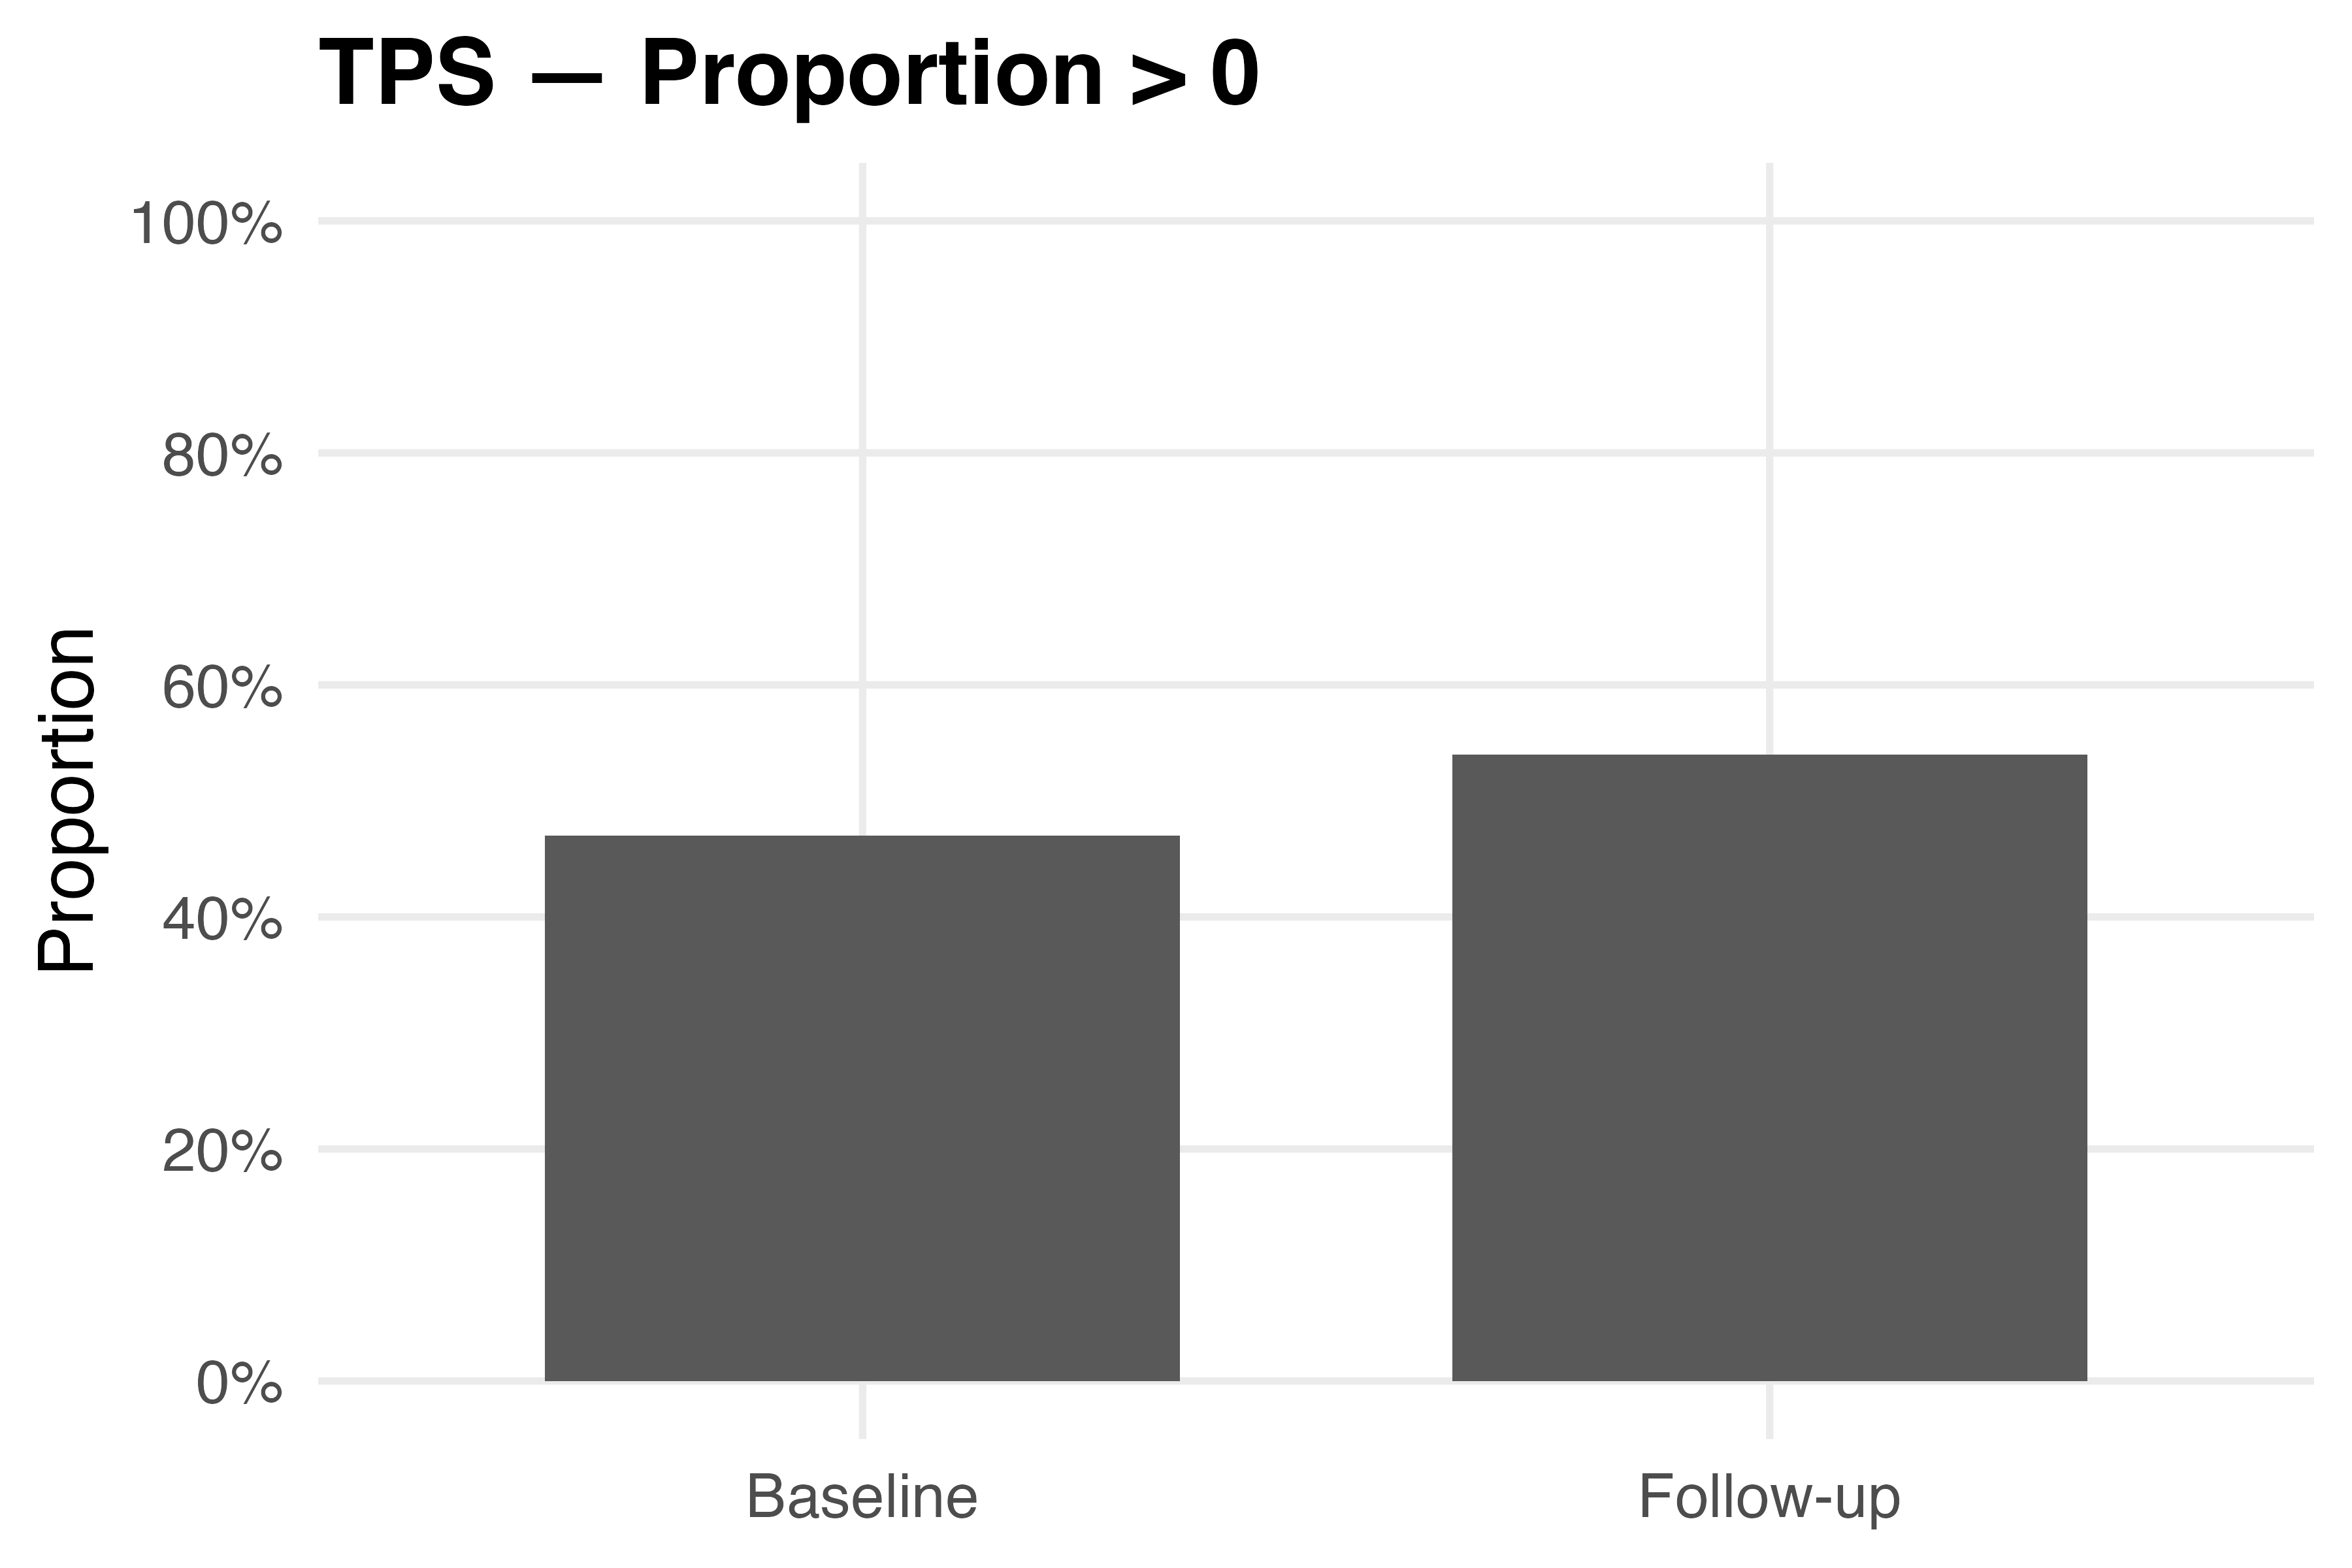 TPS — Proportion > 0
Proportion
100%
80%
60%
40%
20%
0%
Baseline
Follow-up